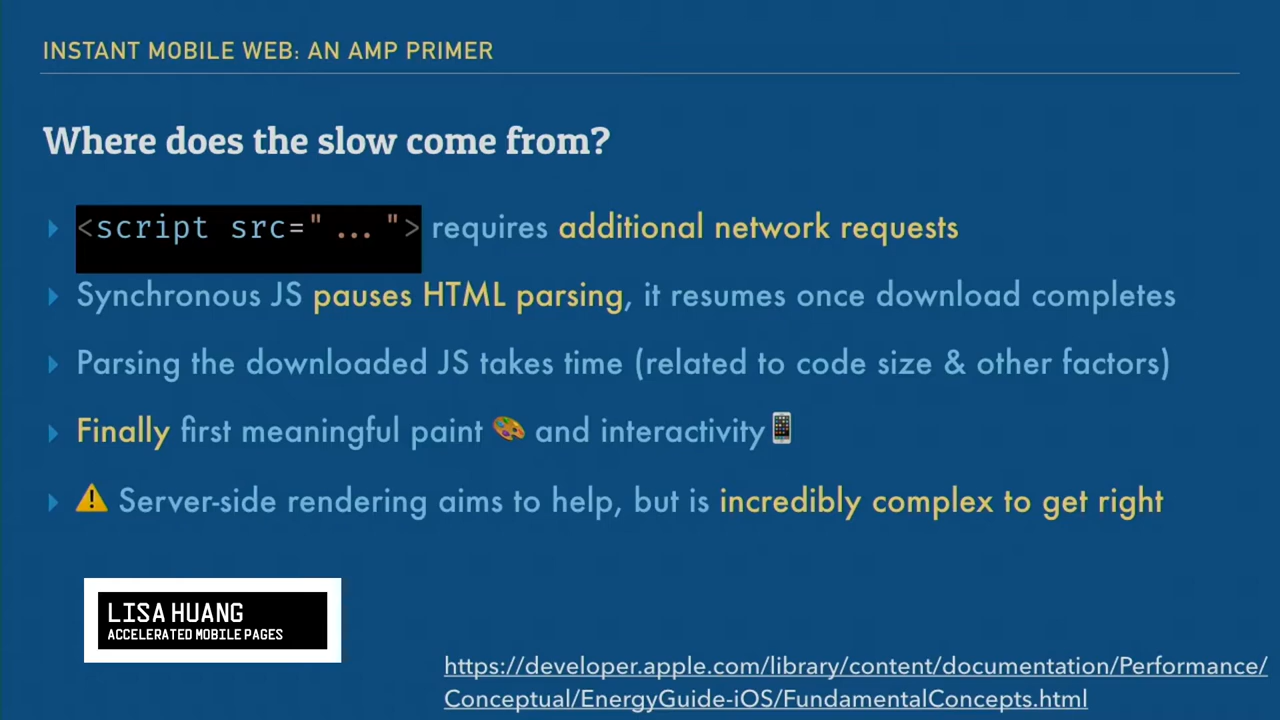 INSTANT MOBILE WEB: AN AMP PRIMER
Where does the slow come from?
<script src="..."> requires additional network requests
Synchronous JS pauses HTML parsing, it resumes once download completes
Parsing the downloaded JS takes time (related to code size & other factors)
Finally first meaningful paint 🎨 and interactivity📱
⚠️ Server-side rendering aims to help, but is incredibly complex to get right
LISA HUANG
ACCELERATED MOBILE PAGES
https://developer.apple.com/library/content/documentation/Performance/
Conceptual/EnergyGuide-iOS/FundamentalConcepts.html